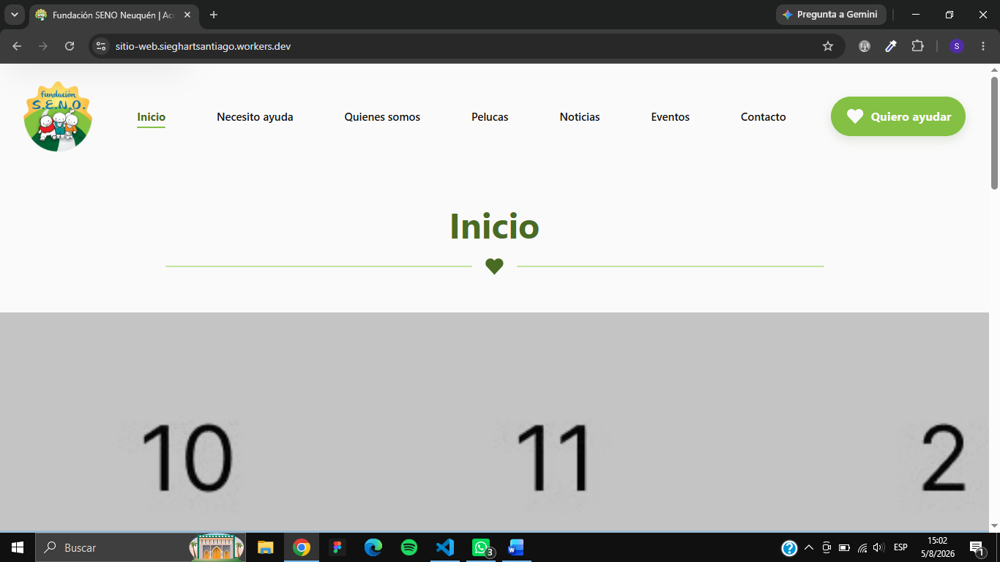 Fundación SENO Neuquén | Acc
Pregunta a Gemini
sitio-web.sieghartsantiago.workers.dev
S
fundación
S.E.N.O.
Inicio
Necesito ayuda
Quienes somos
Pelucas
Noticias
Eventos
Contacto
Quiero ayudar
Inicio
10
11
2
Buscar
3
W
?
ESP
15:02
5/8/2026
1